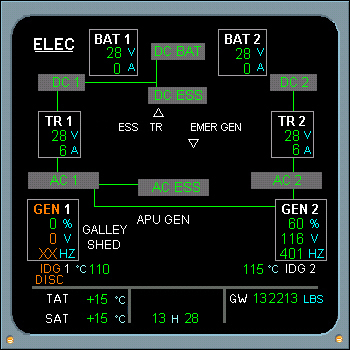 ELEC
BAT 1
28 V
0 A
DC BAT
BAT 2
28 V
0 A
DC 1
DC ESS
DC 2
TR 1
28 V
6 A
ESS TR
EMER GEN
TR 2
28 V
6 A
AC 1
AC ESS
AC 2
GEN 1
0 %
0 V
XX HZ
GALLEY
SHED
APU GEN
GEN 2
60 %
116 V
401 HZ
IDG 1 °C 110
DISC
115 °C IDG 2
TAT +15 °C
GW 132213 LBS
SAT +15 °C
13 H 28